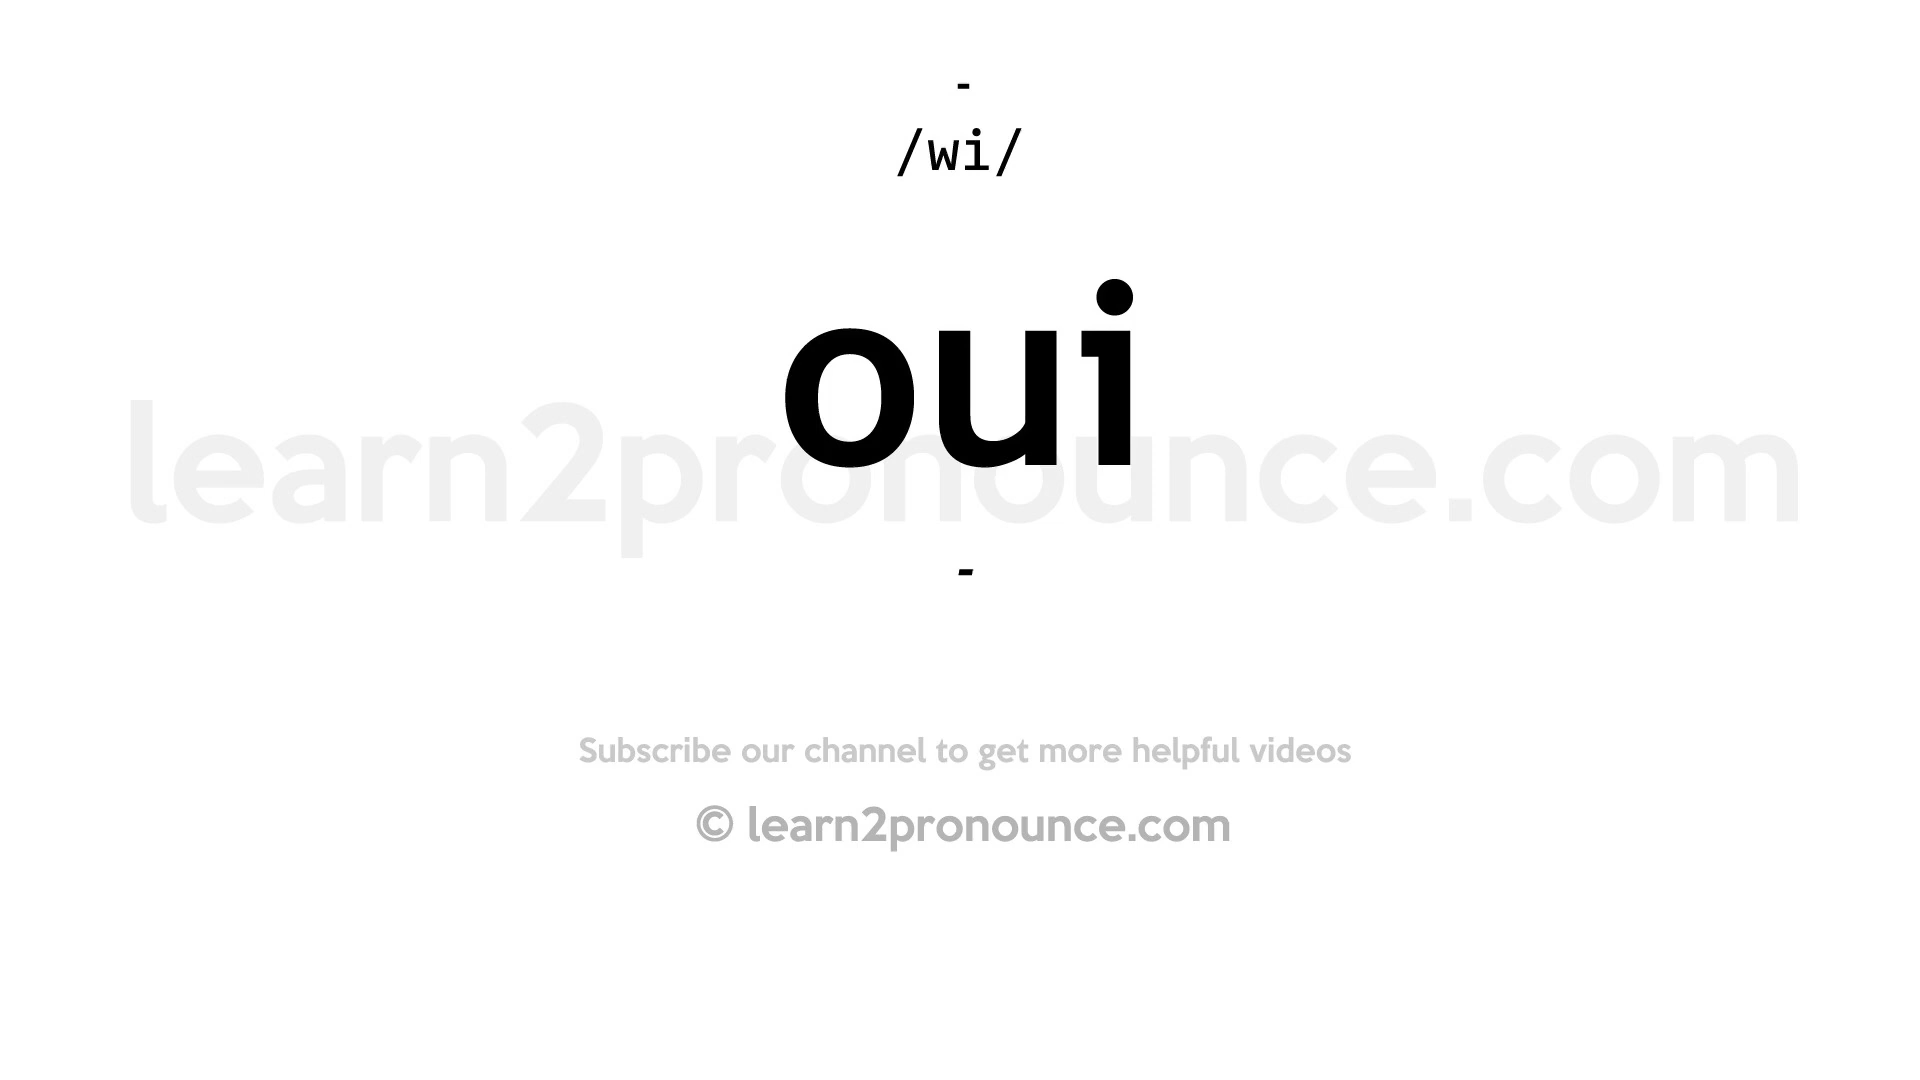 -
/wi/
oui
learn2pronounce.com
-
Subscribe our channel to get more helpful videos
© learn2pronounce.com